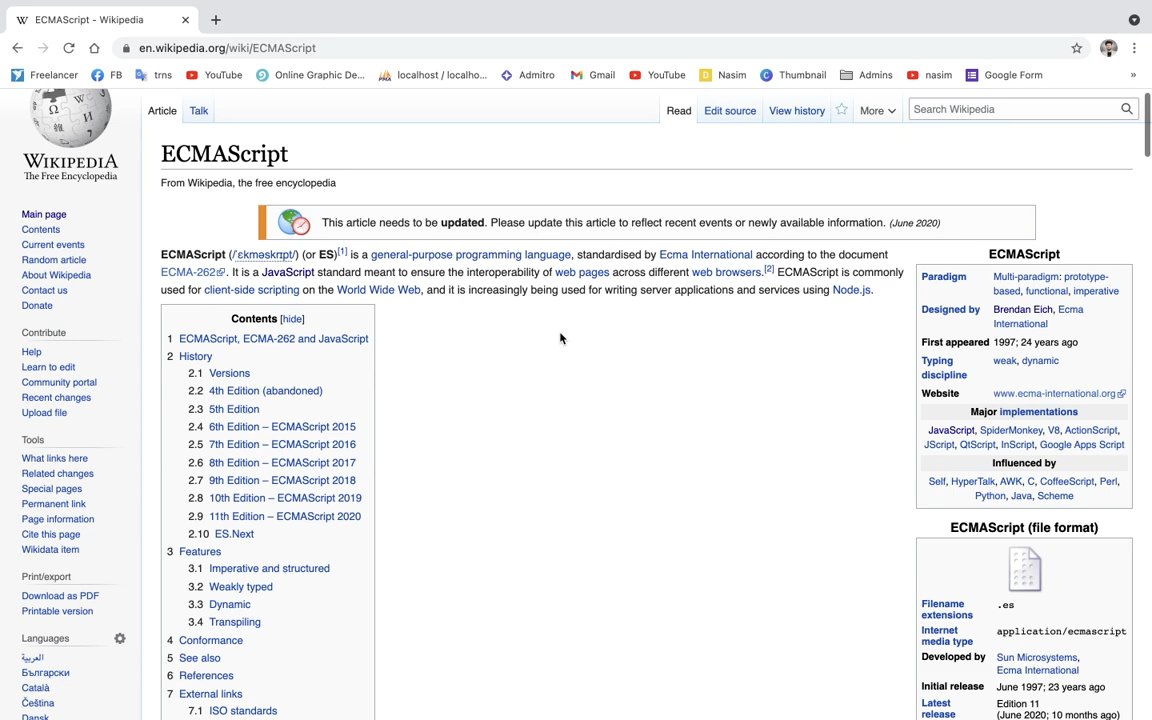 ECMAScript - Wikipedia
en.wikipedia.org/wiki/ECMAScript
Freelancer FB trns YouTube Online Graphic De... localhost / localho... Admitro Gmail YouTube Nasim Thumbnail Admins nasim Google Form »
Article Talk Read Edit source View history More Search Wikipedia
WIKIPEDIA
The Free Encyclopedia
Main page
Contents
Current events
Random article
About Wikipedia
Contact us
Donate
Contribute
Help
Learn to edit
Community portal
Recent changes
Upload file
Tools
What links here
Related changes
Special pages
Permanent link
Page information
Cite this page
Wikidata item
Print/export
Download as PDF
Printable version
Languages
العربية
Български
Català
Čeština
Dansk
ECMAScript
From Wikipedia, the free encyclopedia
This article needs to be updated. Please update this article to reflect recent events or newly available information. (June 2020)
ECMAScript (/ˈɛkməskrɪpt/) (or ES)[1] is a general-purpose programming language, standardised by Ecma International according to the document
ECMA-262. It is a JavaScript standard meant to ensure the interoperability of web pages across different web browsers.[2] ECMAScript is commonly
used for client-side scripting on the World Wide Web, and it is increasingly being used for writing server applications and services using Node.js.
Contents [hide]
1 ECMAScript, ECMA-262 and JavaScript
2 History
2.1 Versions
2.2 4th Edition (abandoned)
2.3 5th Edition
2.4 6th Edition – ECMAScript 2015
2.5 7th Edition – ECMAScript 2016
2.6 8th Edition – ECMAScript 2017
2.7 9th Edition – ECMAScript 2018
2.8 10th Edition – ECMAScript 2019
2.9 11th Edition – ECMAScript 2020
2.10 ES.Next
3 Features
3.1 Imperative and structured
3.2 Weakly typed
3.3 Dynamic
3.4 Transpiling
4 Conformance
5 See also
6 References
7 External links
7.1 ISO standards
ECMAScript
Paradigm Multi-paradigm: prototype-
based, functional, imperative
Designed by Brendan Eich, Ecma
International
First appeared 1997; 24 years ago
Typing weak, dynamic
discipline
Website www.ecma-international.org
Major implementations
JavaScript, SpiderMonkey, V8, ActionScript,
JScript, QtScript, InScript, Google Apps Script
Influenced by
Self, HyperTalk, AWK, C, CoffeeScript, Perl,
Python, Java, Scheme
ECMAScript (file format)
Filename .es
extensions
Internet application/ecmascript
media type
Developed by Sun Microsystems,
Ecma International
Initial release June 1997; 23 years ago
Latest Edition 11
release (June 2020; 10 months ago)